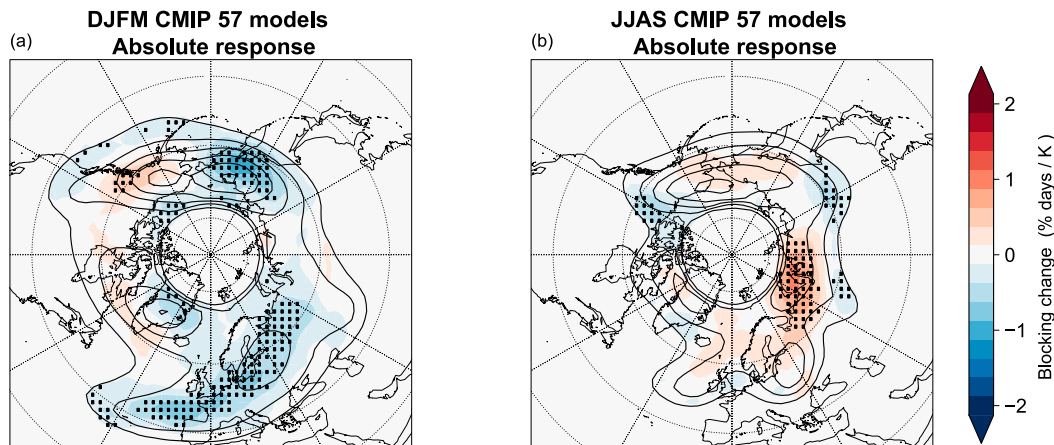 DJFM CMIP 57 models
Absolute response
(a)
JJAS CMIP 57 models
Absolute response
(b)
2
1
0
−1
−2
Blocking change (% days / K)